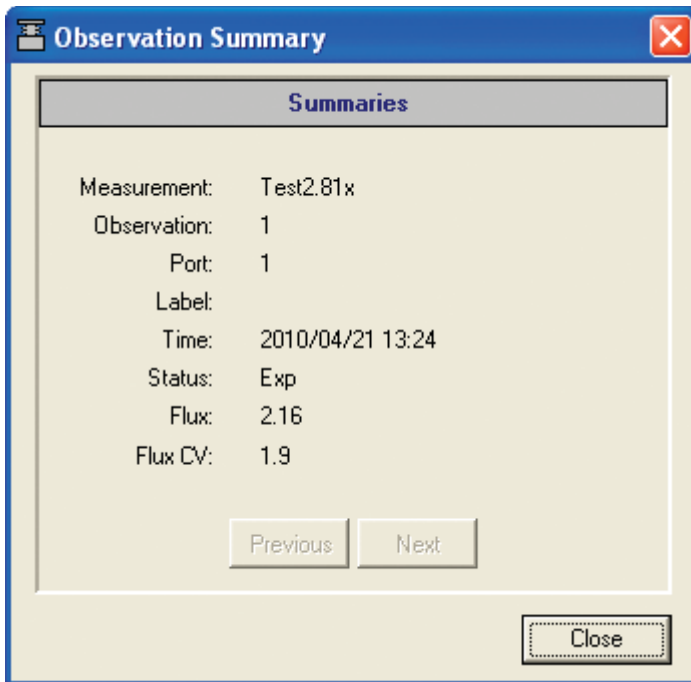 Observation Summary
Summaries
Measurement: Test2.81x
Observation: 1
Port: 1
Label:
Time: 2010/04/21 13:24
Status: Exp
Flux: 2.16
Flux CV: 1.9
Previous Next
Close